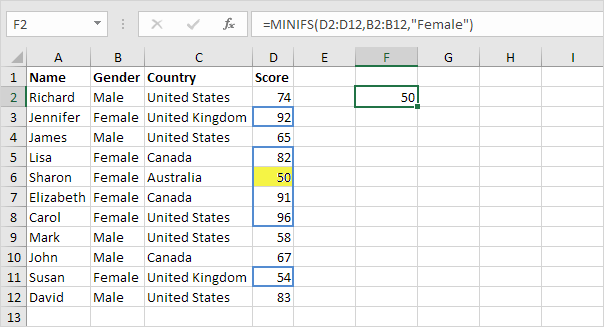 F2 fx =MINIFS(D2:D12,B2:B12,"Female")
A B C D E F G H I
1 Name Gender Country Score
2 Richard Male United States 74 50
3 Jennifer Female United Kingdom 92
4 James Male United States 65
5 Lisa Female Canada 82
6 Sharon Female Australia 50
7 Elizabeth Female Canada 91
8 Carol Female United States 96
9 Mark Male United States 58
10 John Male Canada 67
11 Susan Female United Kingdom 54
12 David Male United States 83
13